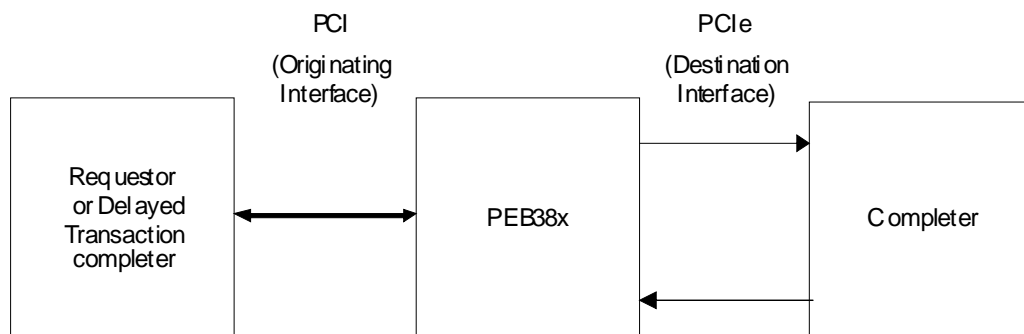 PCI
(Originating
Interface)
PCIe
(Destination
Interface)
Requestor
or Delayed
Transaction
completer
PEB38x
Completer